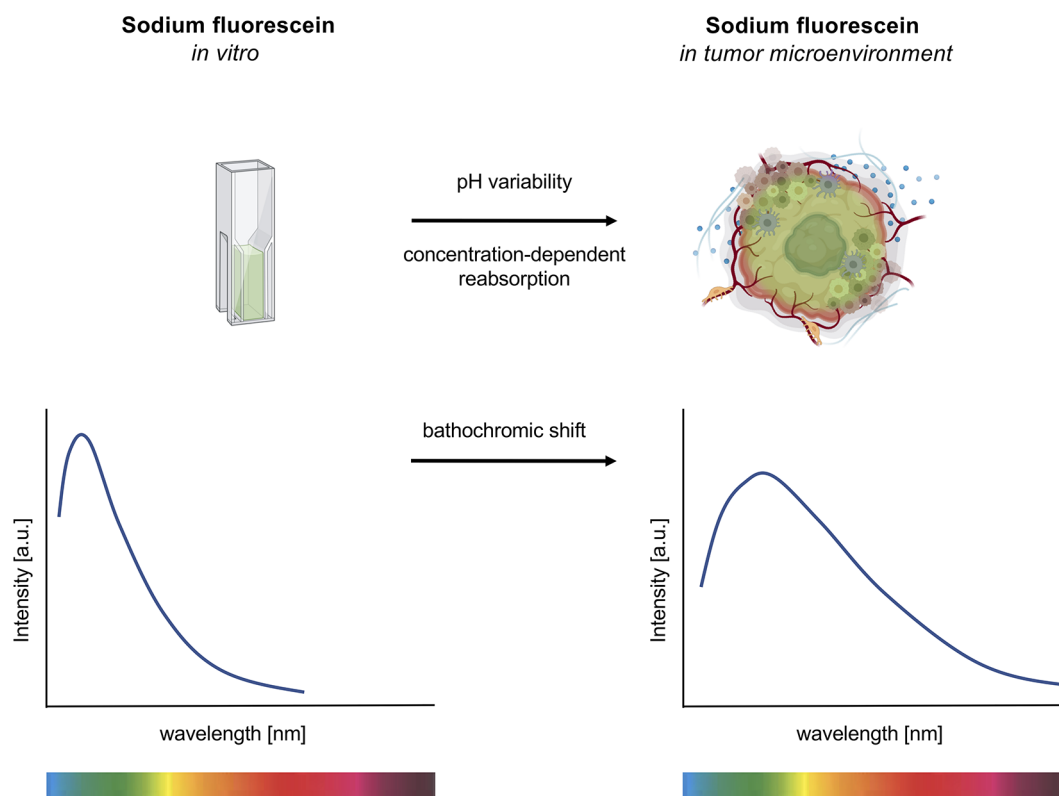 Sodium fluorescein
in vitro
Sodium fluorescein
in tumor microenvironment
pH variability
concentration-dependent
reabsorption
bathochromic shift
Intensity [a.u.]
wavelength [nm]
Intensity [a.u.]
wavelength [nm]